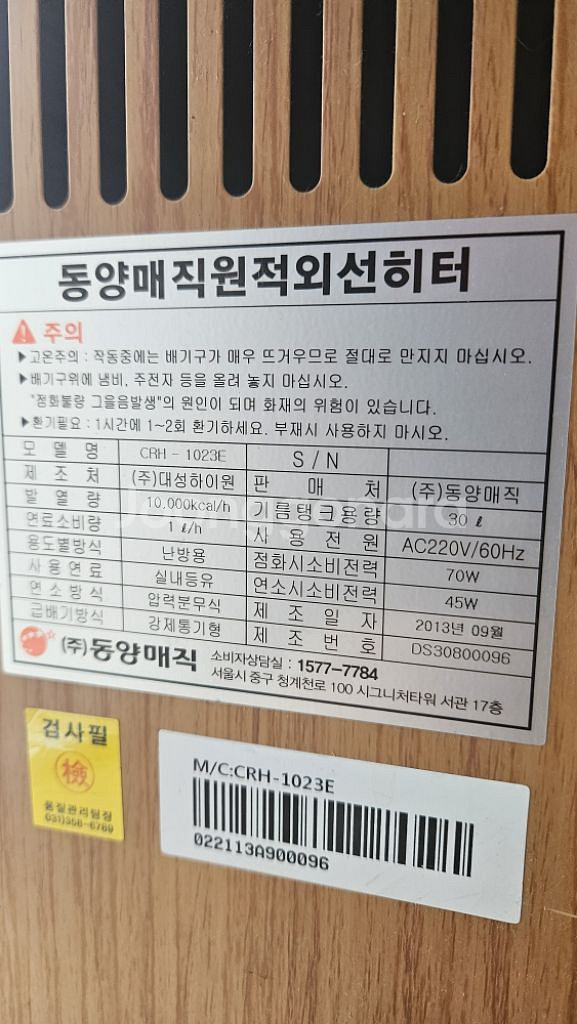 동양매직원적외선히터
주의
▶고온주의 : 작동중에는 배기구가 매우 뜨거우므로 절대로 만지지 마십시오.
▶배기구위에 냄비, 주전자 등을 올려 놓지 마십시오.
"점화불량 그을음발생"의 원인이 되며 화재의 위험이 있습니다.
▶환기필요 : 1시간에 1~2회 환기하세요. 부재시 사용하지 마시오.
모델명 CRH - 1023E S / N
제조처 (주)대성하이원 판매처 (주)동양매직
발열량 10.000kcal/h 기름탱크용량 30 ℓ
연료소비량 1 ℓ/h 사용전원 AC220V/60Hz
용도별방식 난방용 점화시소비전력 70W
사용연료 실내등유 연소시소비전력 45W
연소방식 압력분무식 제조일자 2013년 09월
급배기방식 강제통기형 제조번호 DS30800096
(주)동양매직 소비자상담실 : 1577-7784
서울시 중구 청계천로 100 시그니처타워 서관 17층
검사필
檢
품질관리팀장
031)358-6789
M/C:CRH-1023E
022113A900096